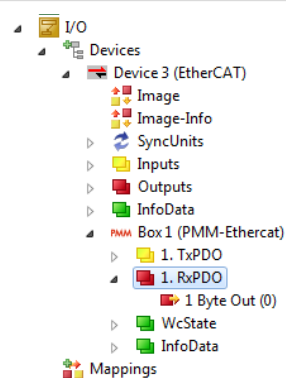 I/O
Devices
Device 3 (EtherCAT)
Image
Image-Info
SyncUnits
Inputs
Outputs
InfoData
PMM Box 1 (PMM-Ethercat)
1. TxPDO
1. RxPDO
1 Byte Out (0)
WcState
InfoData
Mappings